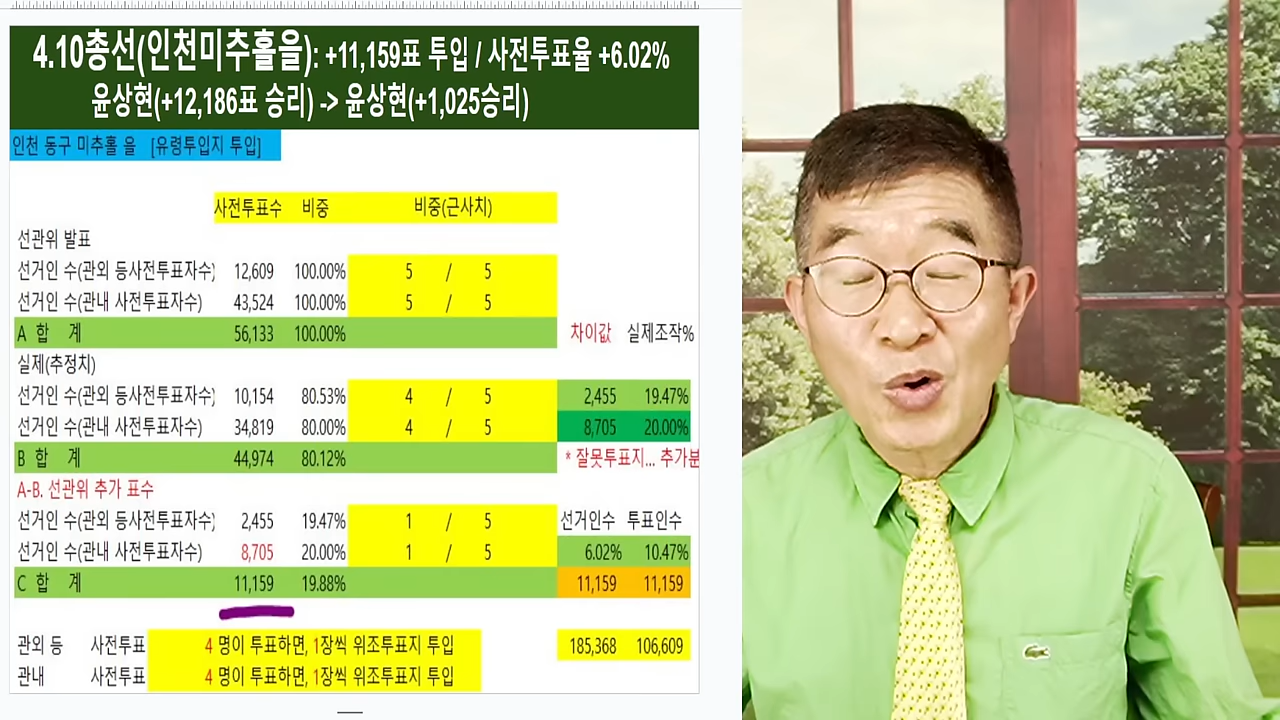 4.10총선(인천미추홀을): +11,159표 투입 / 사전투표율 +6.02%
윤상현(+12,186표 승리) -> 윤상현(+1,025승리)
인천 동구 미추홀 을 [유령투입지 투입]
사전투표수 비중 비중(근사치)
선관위 발표
선거인 수(관외 등사전투표자수) 12,609 100.00% 5 / 5
선거인 수(관내 사전투표자수) 43,524 100.00% 5 / 5
A 합 계 56,133 100.00% 차이값 실제조작%
실제(추정치)
선거인 수(관외 등사전투표자수) 10,154 80.53% 4 / 5 2,455 19.47%
선거인 수(관내 사전투표자수) 34,819 80.00% 4 / 5 8,705 20.00%
B 합 계 44,974 80.12% * 잘못투표지... 추가분
A-B. 선관위 추가 표수
선거인 수(관외 등사전투표자수) 2,455 19.47% 1 / 5 선거인수 투표인수
선거인 수(관내 사전투표자수) 8,705 20.00% 1 / 5 6.02% 10.47%
C 합 계 11,159 19.88% 11,159 11,159
관외 등 사전투표 4 명이 투표하면, 1장씩 위조투표지 투입 185,368 106,609
관내 사전투표 4 명이 투표하면, 1장씩 위조투표지 투입